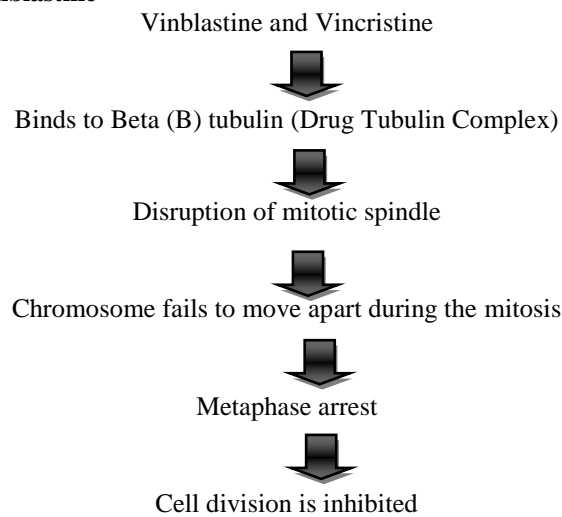 Vinblastine and Vincristine
Binds to Beta (B) tubulin (Drug Tubulin Complex)
Disruption of mitotic spindle
Chromosome fails to move apart during the mitosis
Metaphase arrest
Cell division is inhibited